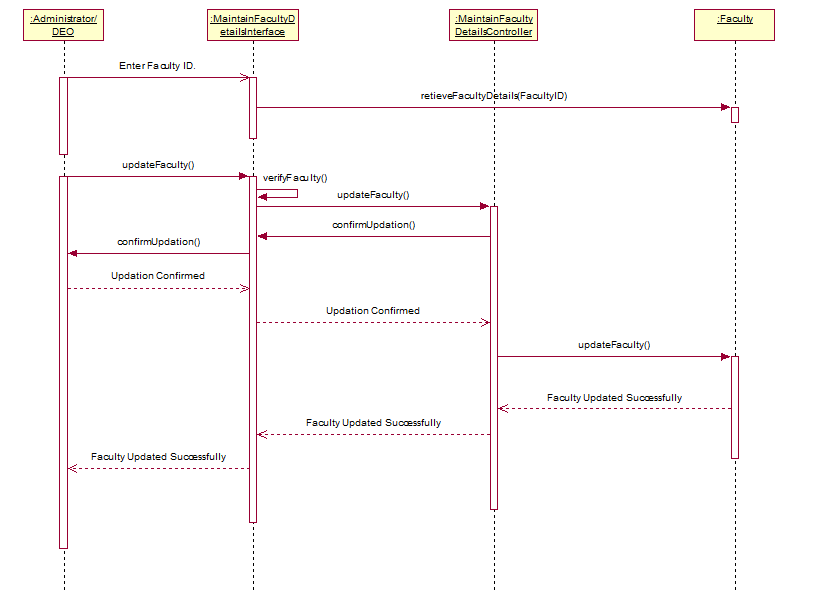 :Administrator/
DEO
:MaintainFacultyD
etailsInterface
:MaintainFaculty
DetailsController
:Faculty
Enter Faculty ID.
retieveFacultyDetails(FacultyID)
updateFaculty()
verifyFaculty()
updateFaculty()
confirmUpdation()
confirmUpdation()
Updation Confirmed
Updation Confirmed
updateFaculty()
Faculty Updated Successfully
Faculty Updated Successfully
Faculty Updated Successfully